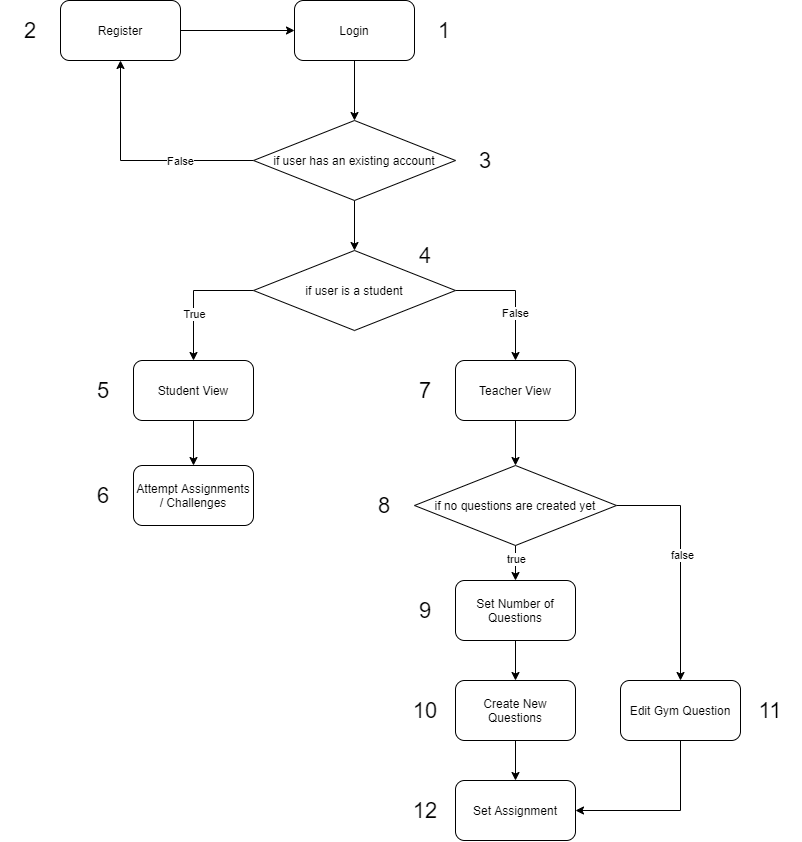 2
Register
Login
1
False
if user has an existing account
3
4
if user is a student
True
False
5
Student View
7
Teacher View
6
Attempt Assignments
/ Challenges
8
if no questions are created yet
true
false
9
Set Number of
Questions
10
Create New
Questions
Edit Gym Question
11
12
Set Assignment